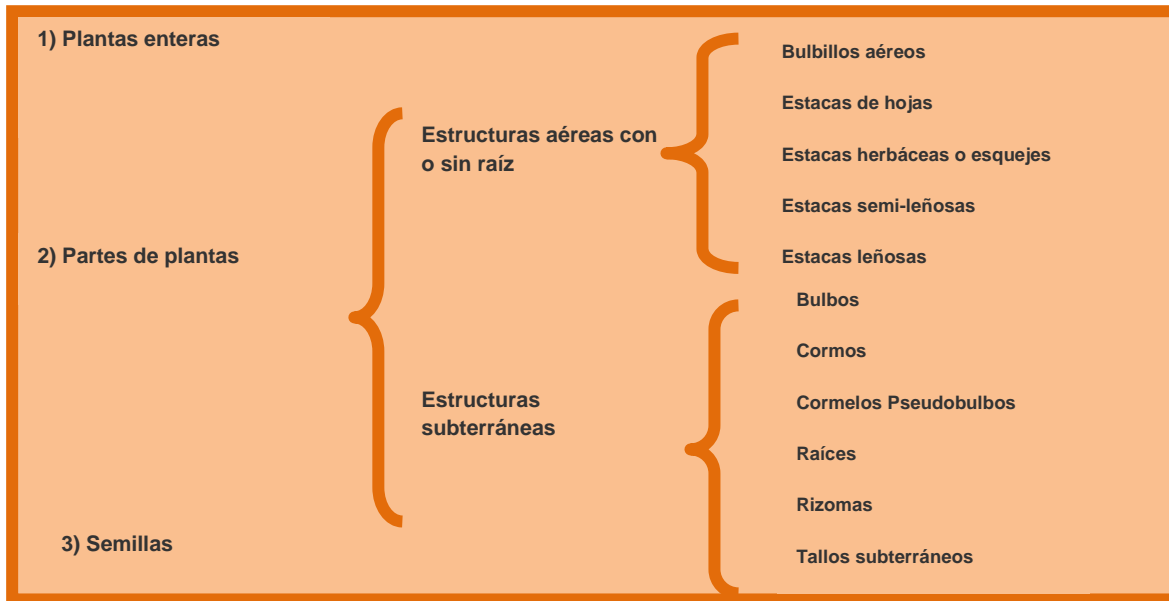 1) Plantas enteras
2) Partes de plantas
3) Semillas
Estructuras aéreas con
o sin raíz
Estructuras
subterráneas
Bulbillos aéreos
Estacas de hojas
Estacas herbáceas o esquejes
Estacas semi-leñosas
Estacas leñosas
Bulbos
Cormos
Cormelos Pseudobulbos
Raíces
Rizomas
Tallos subterráneos